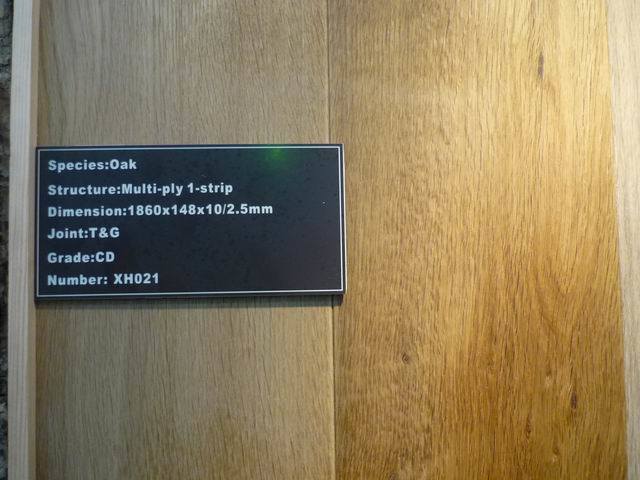 Species:Oak
Structure:Multi-ply 1-strip
Dimension:1860x148x10/2.5mm
Joint:T&G
Grade:CD
Number: XH021